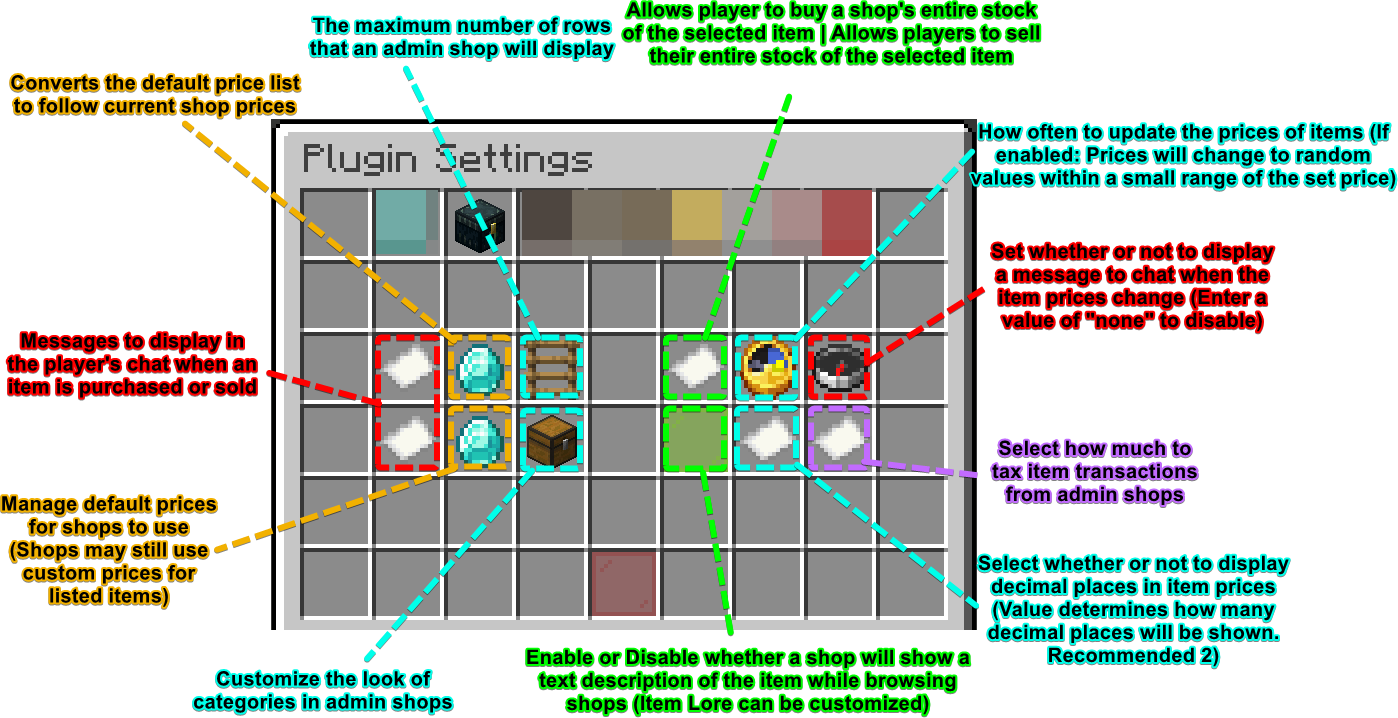 Allows player to buy a shop's entire stock
of the selected item | Allows players to sell
their entire stock of the selected item
The maximum number of rows
that an admin shop will display
Converts the default price list
to follow current shop prices
How often to update the prices of items (If
enabled: Prices will change to random
values within a small range of the set price)
Plugin Settings
Set whether or not to display
a message to chat when the
item prices change (Enter a
value of "none" to disable)
Messages to display in
the player's chat when an
item is purchased or sold
Select how much to
tax item transactions
from admin shops
Manage default prices
for shops to use
(Shops may still use
custom prices for
listed items)
Select whether or not to display
decimal places in item prices
(Value determines how many
decimal places will be shown.
Recommended 2)
Customize the look of
categories in admin shops
Enable or Disable whether a shop will show a
text description of the item while browsing
shops (Item Lore can be customized)